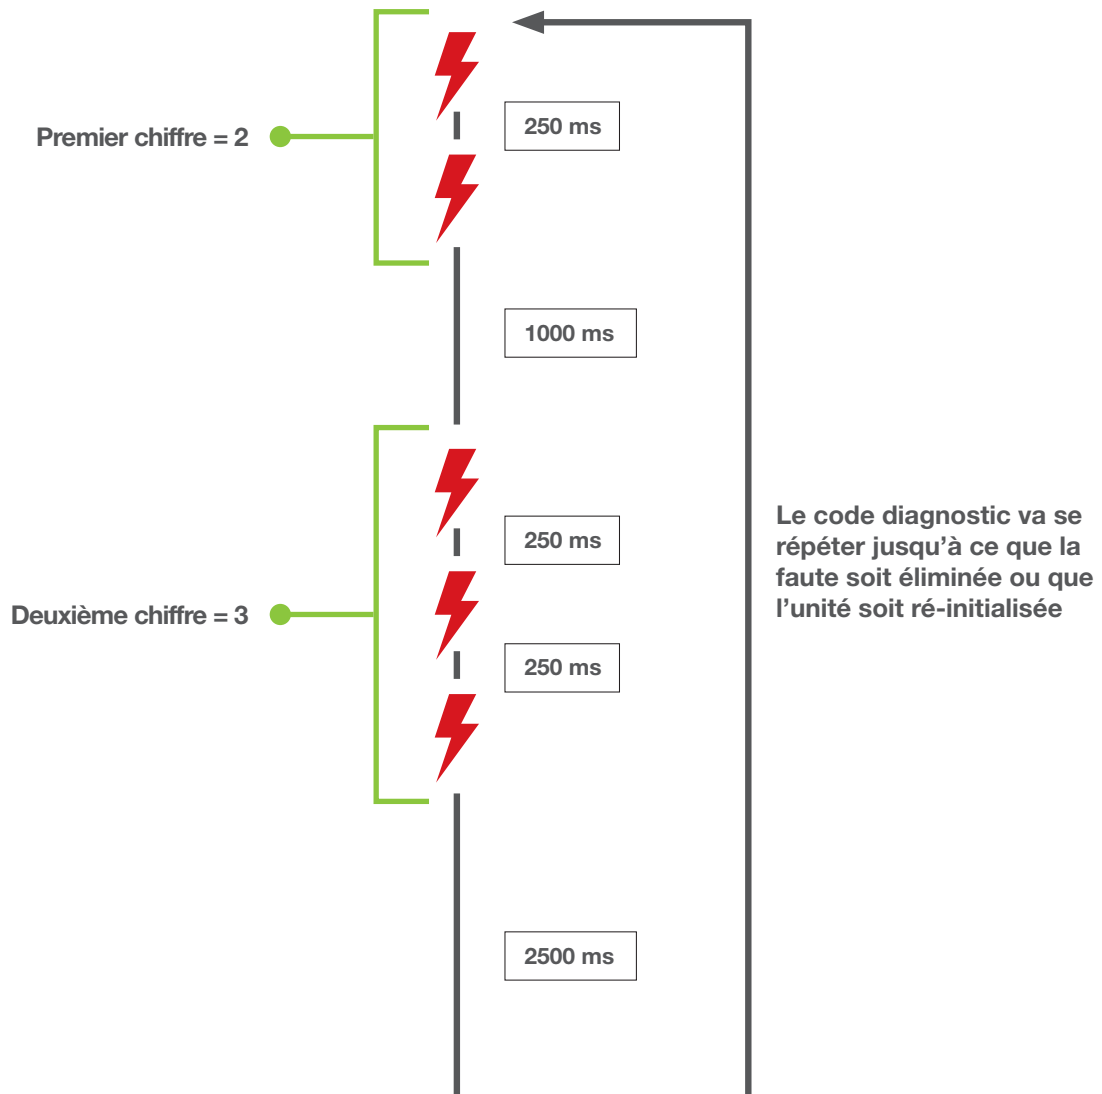 250 ms
Premier chiffre = 2
1000 ms
Le code diagnostic va se
répéter jusqu'à ce que la
faute soit éliminée ou que
l'unité soit ré-initialisée
250 ms
Deuxième chiffre = 3
250 ms
2500 ms